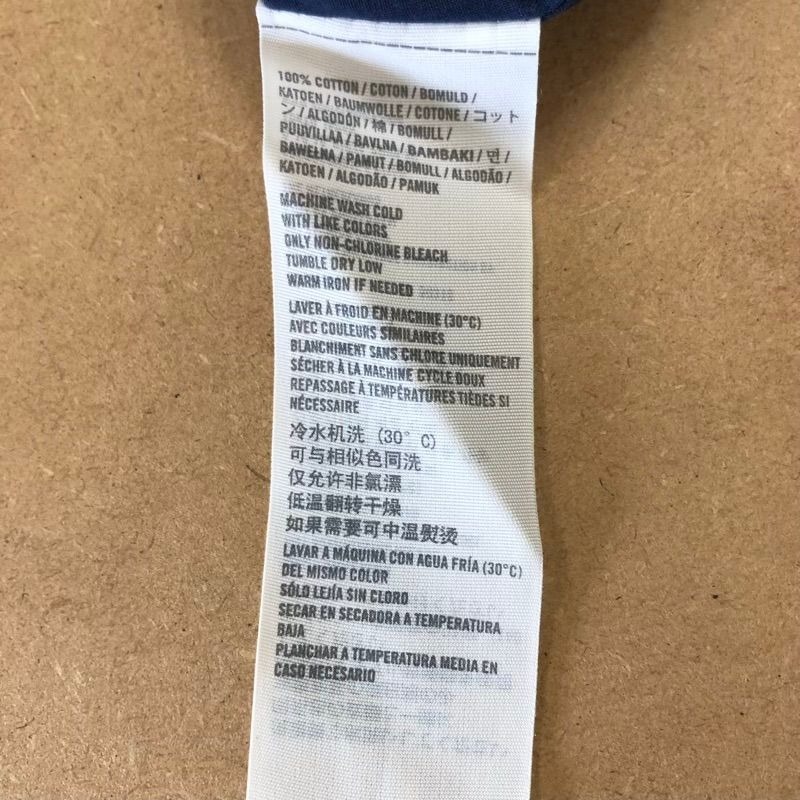 100% COTTON / COTON / BOMULD /
KATOEN / BAUMWOLLE / COTONE / コット
ン / ALGODÓN / 棉 / BOMULL /
PUUVILLAA / BAVLNA / BAMBAKI / 면 /
BAWEŁNA / PAMUT / BOMULL / ALGODÃO /
KATOEN / ALGODÃO / PAMUK
MACHINE WASH COLD
WITH LIKE COLORS
ONLY NON-CHLORINE BLEACH
TUMBLE DRY LOW
WARM IRON IF NEEDED
LAVER À FROID EN MACHINE (30°C)
AVEC COULEURS SIMILAIRES
BLANCHIMENT SANS CHLORE UNIQUEMENT
SÉCHER À LA MACHINE CYCLE DOUX
REPASSAGE À TEMPÉRATURES TIÈDES SI
NÉCESSAIRE
冷水机洗 (30° C)
可与相似色同洗
仅允许非氯漂
低温翻转干燥
如果需要可中温熨烫
LAVAR A MÁQUINA CON AGUA FRÍA (30°C)
DEL MISMO COLOR
SÓLO LEJÍA SIN CLORO
SECAR EN SECADORA A TEMPERATURA
BAJA
PLANCHAR A TEMPERATURA MEDIA EN
CASO NECESARIO